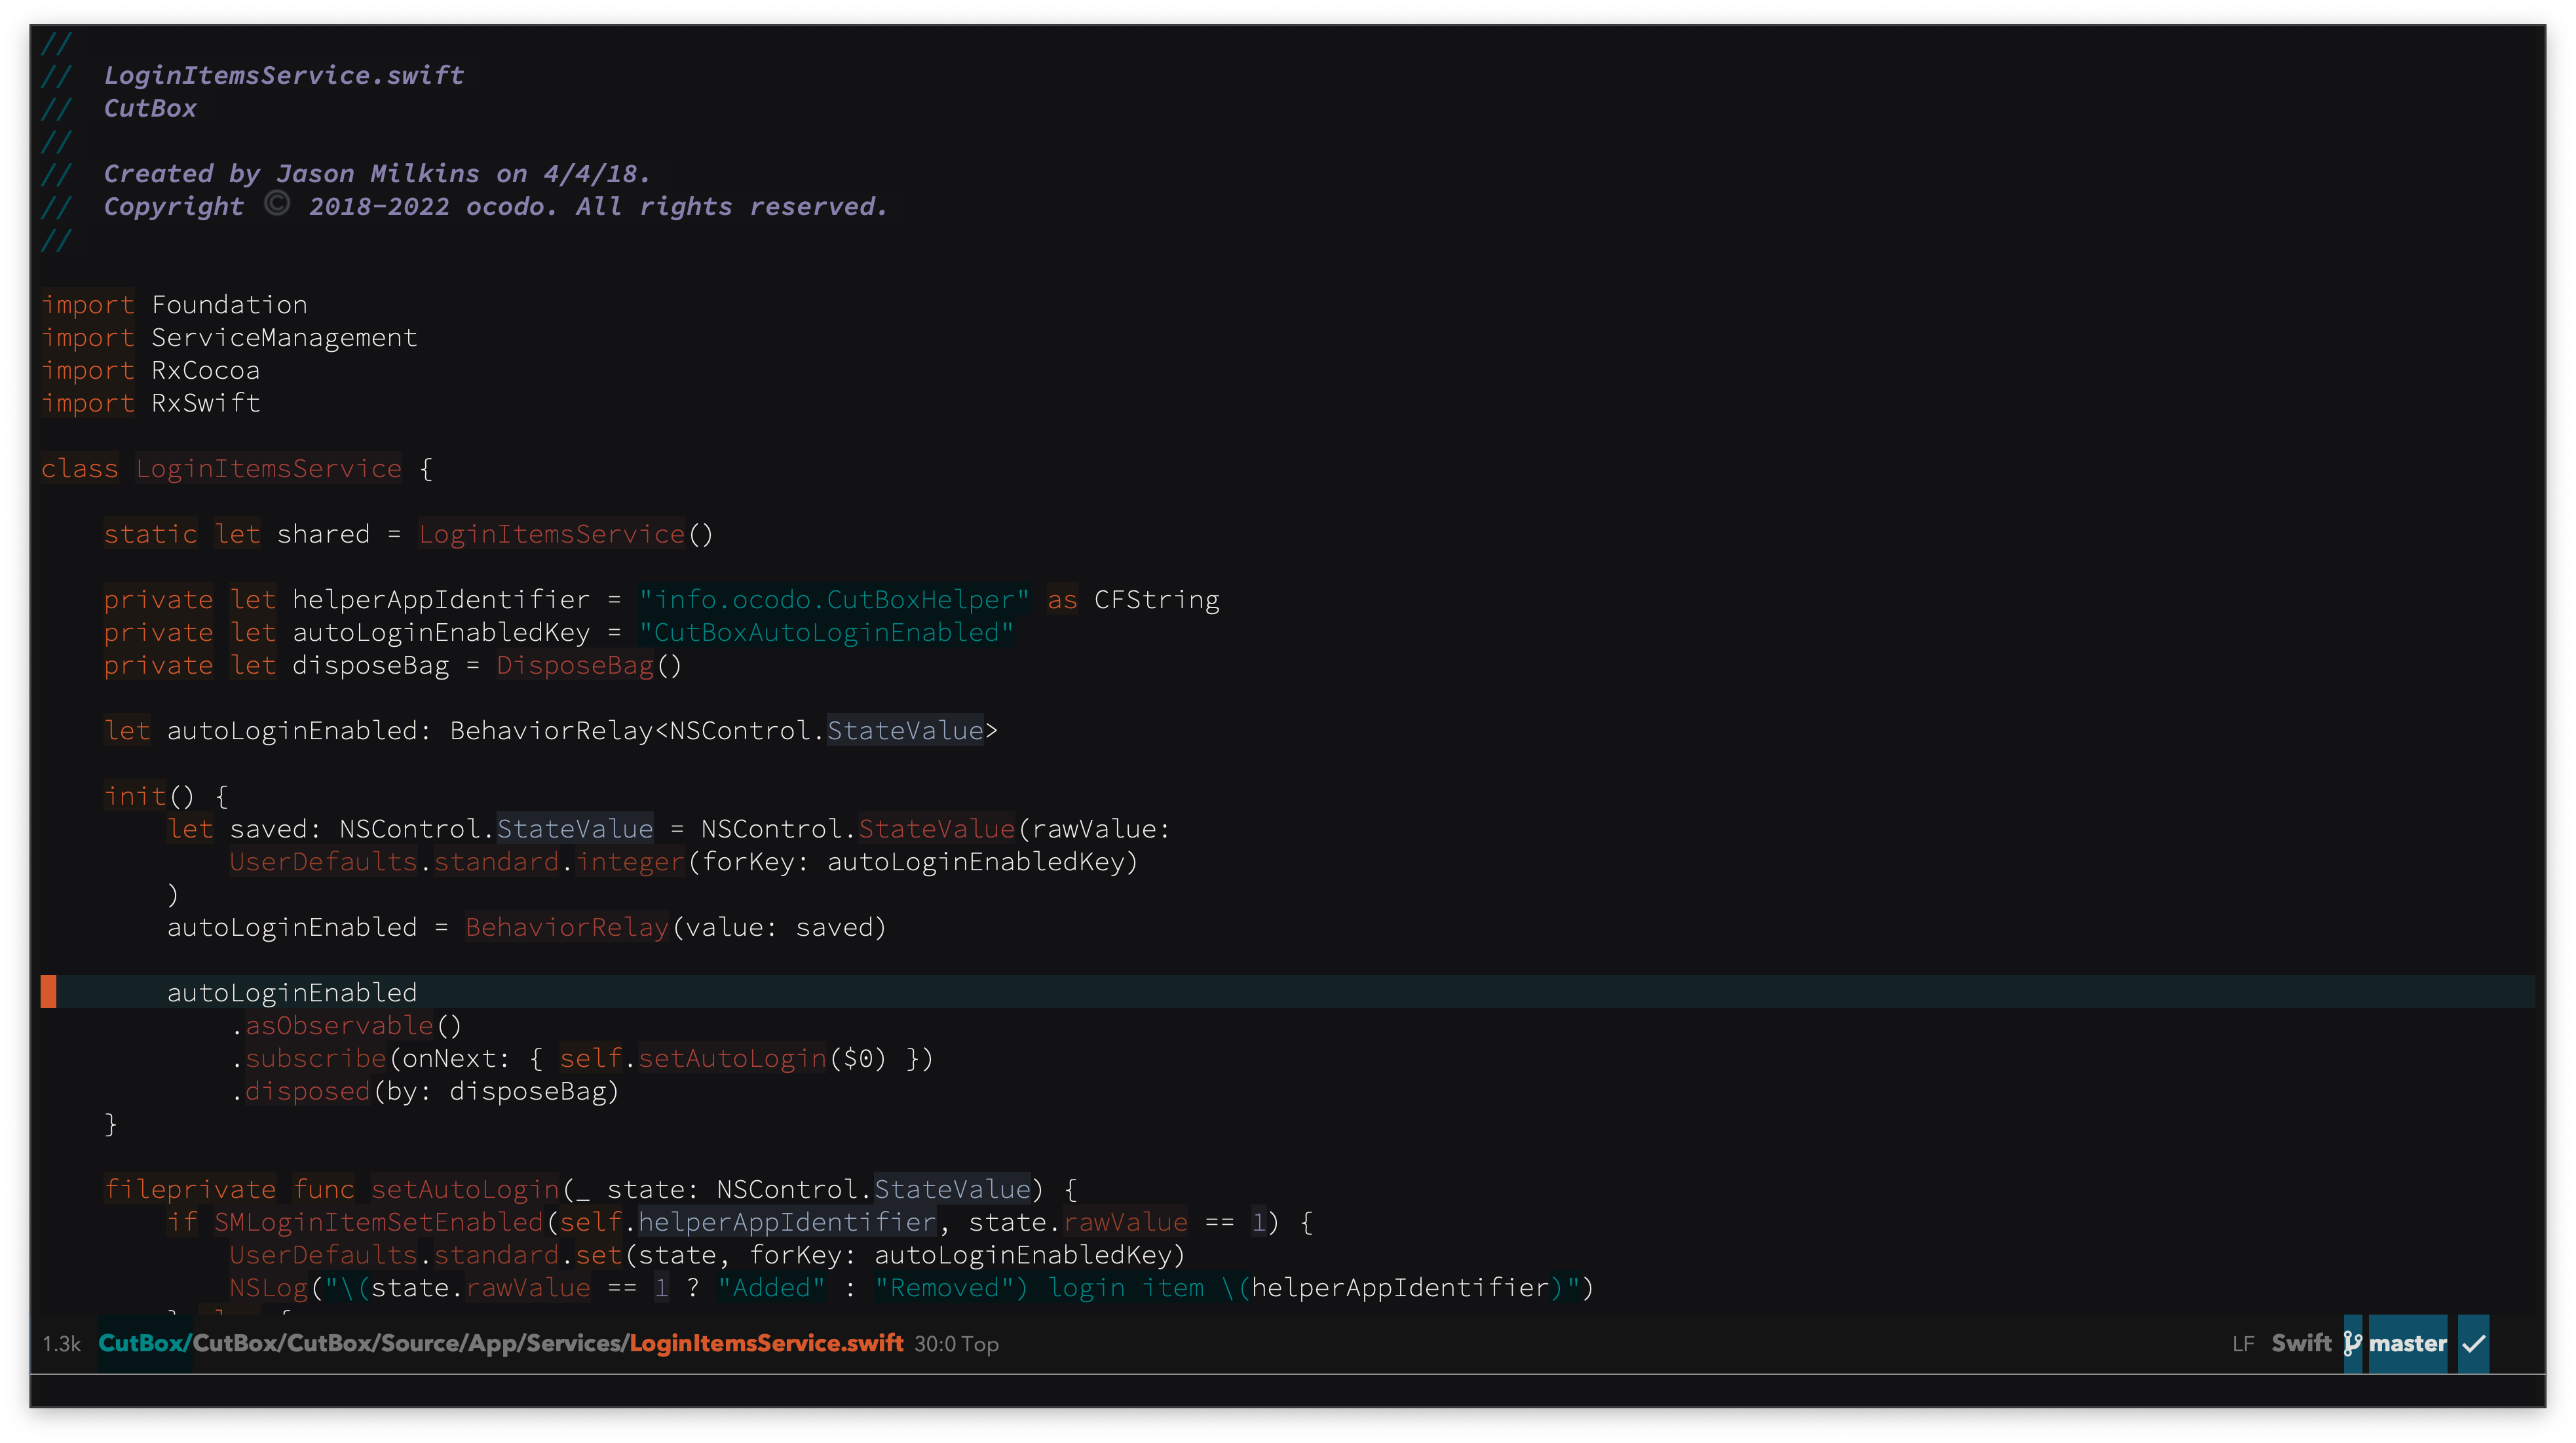 //
//  LoginItemsService.swift
//  CutBox
//
//  Created by Jason Milkins on 4/4/18.
//  Copyright © 2018-2022 ocodo. All rights reserved.
//
import Foundation
import ServiceManagement
import RxCocoa
import RxSwift
class LoginItemsService {
    static let shared = LoginItemsService()
    private let helperAppIdentifier = "info.ocodo.CutBoxHelper" as CFString
    private let autoLoginEnabledKey = "CutBoxAutoLoginEnabled"
    private let disposeBag = DisposeBag()
    let autoLoginEnabled: BehaviorRelay<NSControl.StateValue>
    init() {
        let saved: NSControl.StateValue = NSControl.StateValue(rawValue:
            UserDefaults.standard.integer(forKey: autoLoginEnabledKey)
        )
        autoLoginEnabled = BehaviorRelay(value: saved)
        autoLoginEnabled
            .asObservable()
            .subscribe(onNext: { self.setAutoLogin($0) })
            .disposed(by: disposeBag)
    }
    fileprivate func setAutoLogin(_ state: NSControl.StateValue) {
        if SMLoginItemSetEnabled(self.helperAppIdentifier, state.rawValue == 1) {
            UserDefaults.standard.set(state, forKey: autoLoginEnabledKey)
            NSLog("\(state.rawValue == 1 ? "Added" : "Removed") login item \(helperAppIdentifier)")
1.3k CutBox/CutBox/CutBox/Source/App/Services/LoginItemsService.swift 30:0 Top LF Swift master